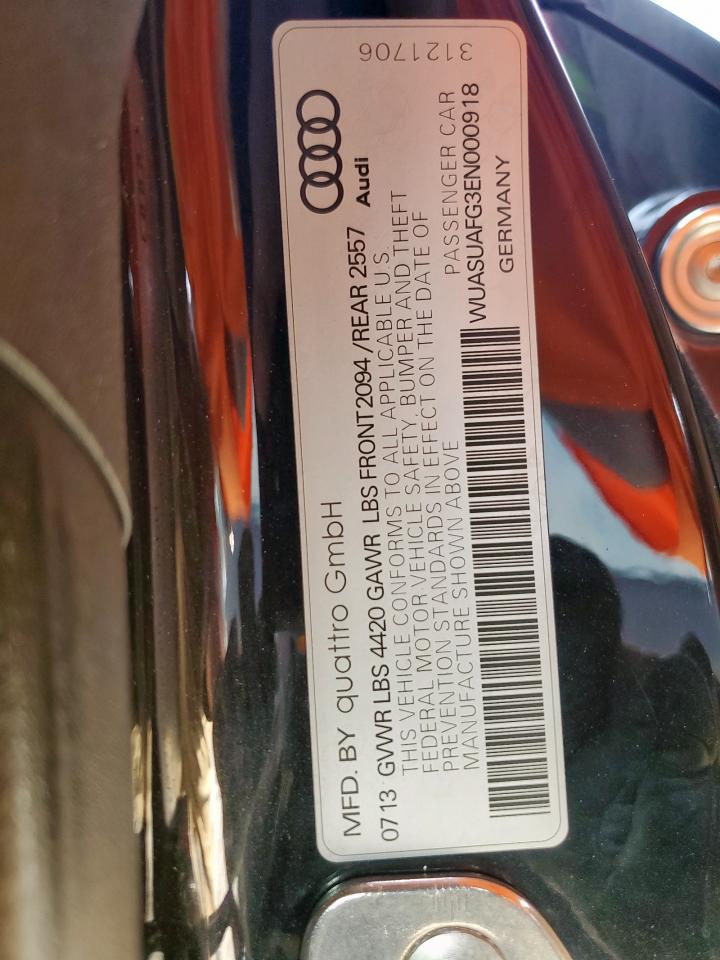 MFD. BY quattro GmbH
Audi
0713 GVWR LBS 4420 GAWR LBS FRONT 2094 /REAR 2557
THIS VEHICLE CONFORMS TO ALL APPLICABLE U.S.
FEDERAL MOTOR VEHICLE SAFETY, BUMPER AND THEFT
PREVENTION STANDARDS IN EFFECT ON THE DATE OF
MANUFACTURE SHOWN ABOVE
PASSENGER CAR
WUASUAFG3EN000918
GERMANY
3121706